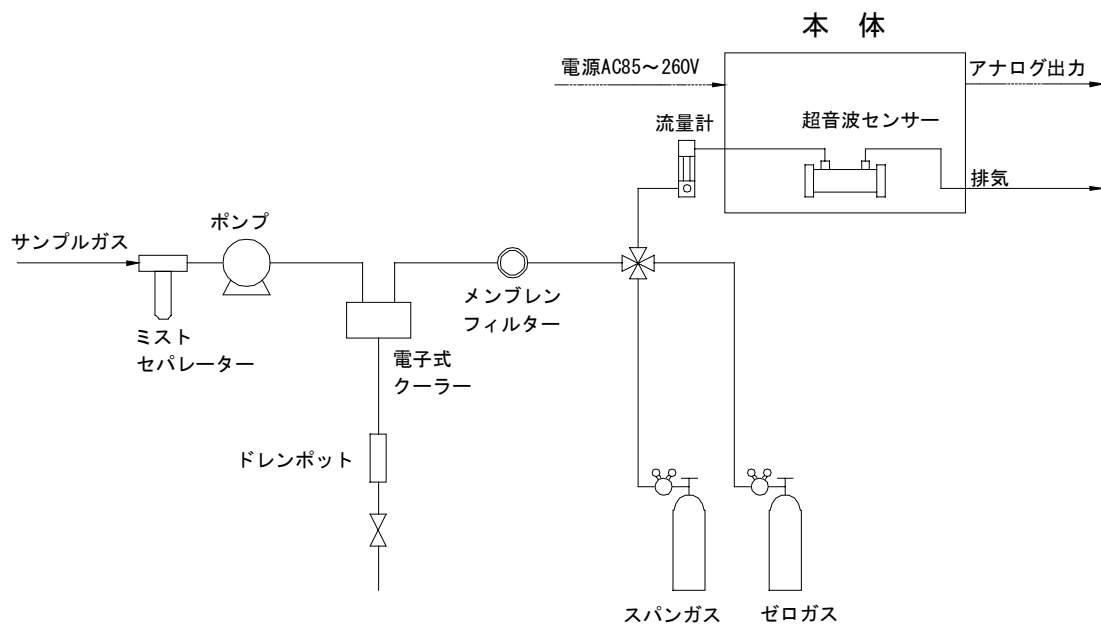 本 体
電源AC85～260V
アナログ出力
流量計
超音波センサー
排気
ポンプ
サンプルガス
メンブレン
フィルター
ミスト
セパレーター
電子式
クーラー
ドレンポット
スパンガス
ゼロガス